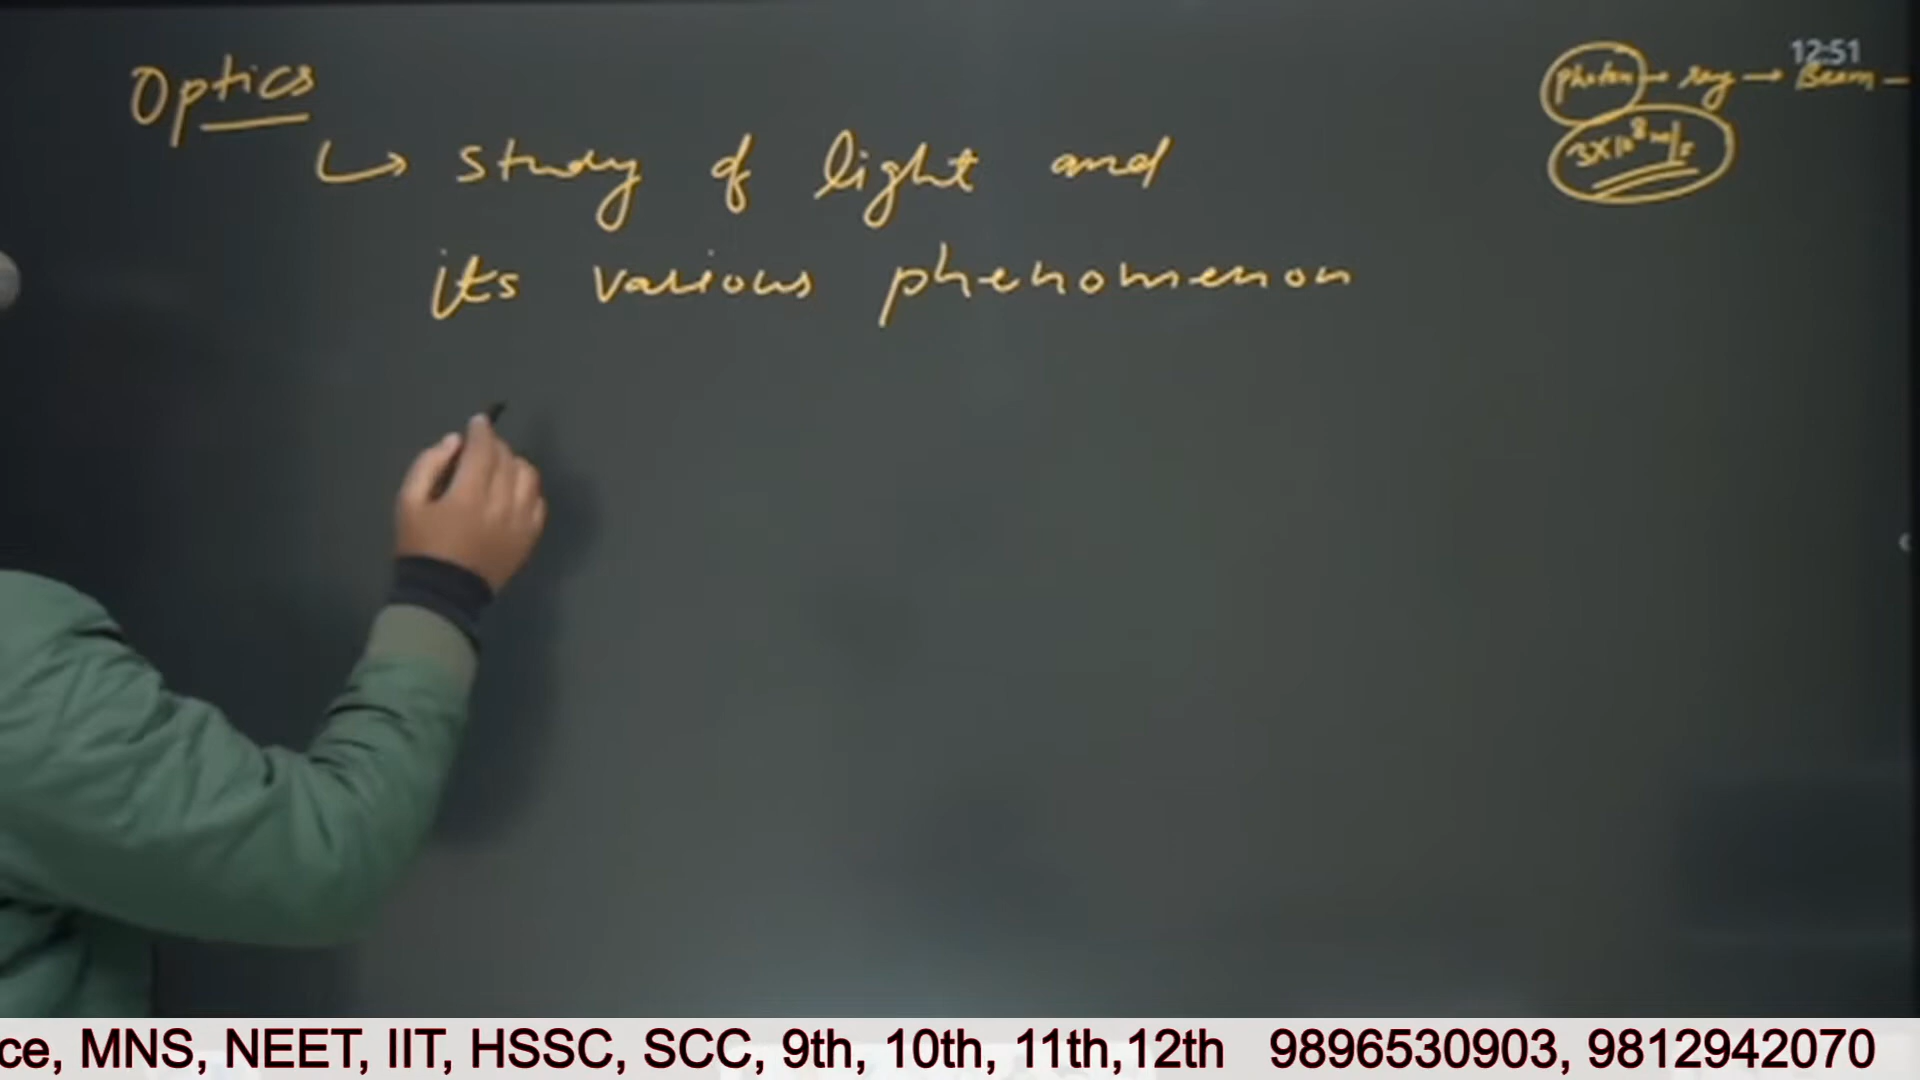 Optics
↳ study of light and
its various phenomenon
12:51
photon → ray → Beam –
3×10⁸ m/s
ce, MNS, NEET, IIT, HSSC, SCC, 9th, 10th, 11th,12th 9896530903, 9812942070